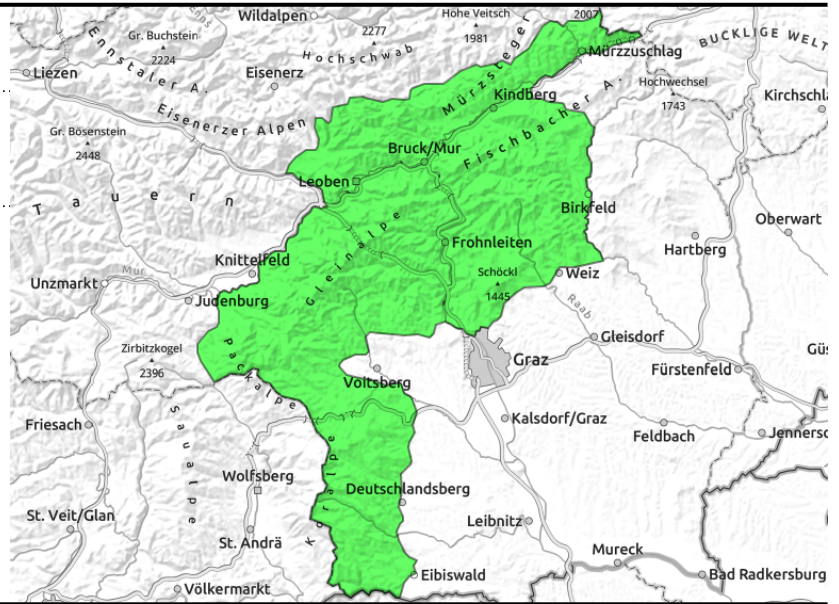 Wildalpen
Hohe Veitsch
1981
2007
Ennstaler A.
Gr. Buchstein
2224
2277
Hochschwab
Mürzsteger
Mürzzuschlag
BUCKLIGE WELT
Liezen
Eisenerz
Hochwechsel
1743
Kindberg
Kirchschla
Eisenerzer Alpen
Gr. Bösenstein
2448
Bruck/Mur
Fischbacher A.
Leoben
Tauern
Birkfeld
Oberwart
Frohnleiten
Hartberg
Gleinalpe
Knittelfeld
Unzmarkt
Mur
Schöckl
1445
Weiz
Judenburg
Raab
Gleisdorf
Zirbitzkogel
2396
Packalpe
Graz
Güs
Fürstenfeld
Voitsberg
Saualpe
Friesach
Kalsdorf/Graz
Feldbach
Jennersd
Wolfsberg
Koralpe
Deutschlandsberg
St. Veit/Glan
St. Andrä
Leibnitz
Mureck
Eibiswald
Bad Radkersburg
Völkermarkt